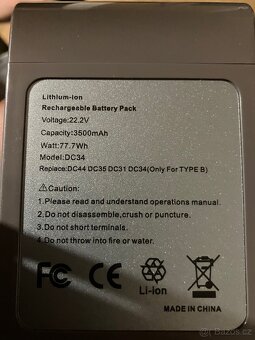 Lithium-ion
Rechargeable Battery Pack
Voltage:22.2V
Capacity:3500mAh
Watt:77.7Wh
Model:DC34
Replace:DC44 DC35 DC31 DC34(Only For TYPE B)
⚠Caution:
1.Please read and understand operations manual.
2.Do not disassemble,crush or puncture.
3.Do not short terminals.
4.Do not throw into fire or water.
FC CE Li-ion
MADE IN CHINA
Bazoš.cz